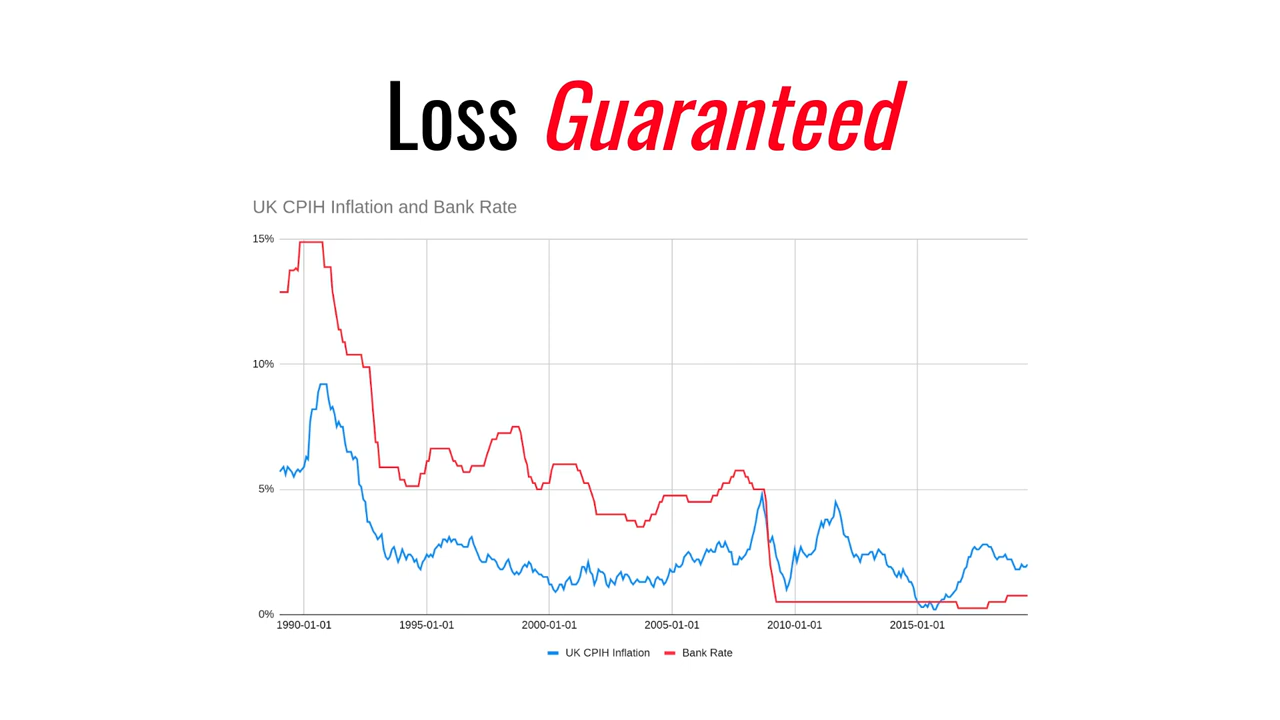 Loss Guaranteed
UK CPIH Inflation and Bank Rate
15%
10%
5%
0%
1990-01-01 1995-01-01 2000-01-01 2005-01-01 2010-01-01 2015-01-01
UK CPIH Inflation Bank Rate